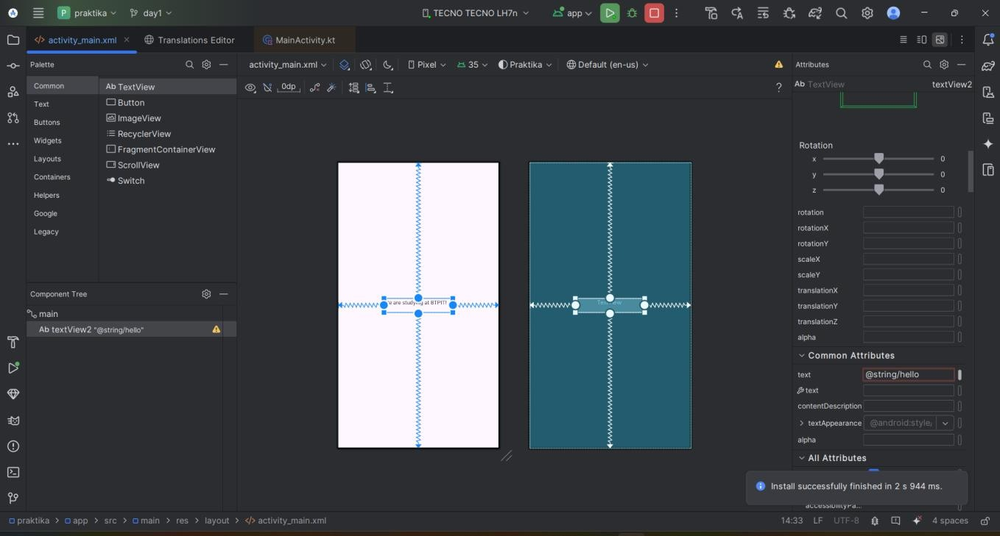 P praktika
day1
TECNO TECNO LH7n
app
activity_main.xml
Translations Editor
MainActivity.kt
Palette
activity_main.xml
Pixel
35
Praktika
Default (en-us)
Attributes
Common
Ab TextView
0dp
?
Ab TextView
textView2
Text
Button
Buttons
ImageView
Widgets
RecyclerView
Layouts
FragmentContainerView
Containers
ScrollView
Helpers
Switch
Google
Legacy
Rotation
x 0
y 0
z 0
rotation
rotationX
rotationY
scaleX
scaleY
translationX
translationY
translationZ
alpha
Component Tree
main
Ab textView2 "@string/hello"
are studying at BTPIT!
Common Attributes
text @string/hello
text
contentDescription
textAppearance @android:style/
alpha
All Attributes
Install successfully finished in 2 s 944 ms.
accessibilityPa...
praktika > app > src > main > res > layout > activity_main.xml
14:33 LF UTF-8 4 spaces